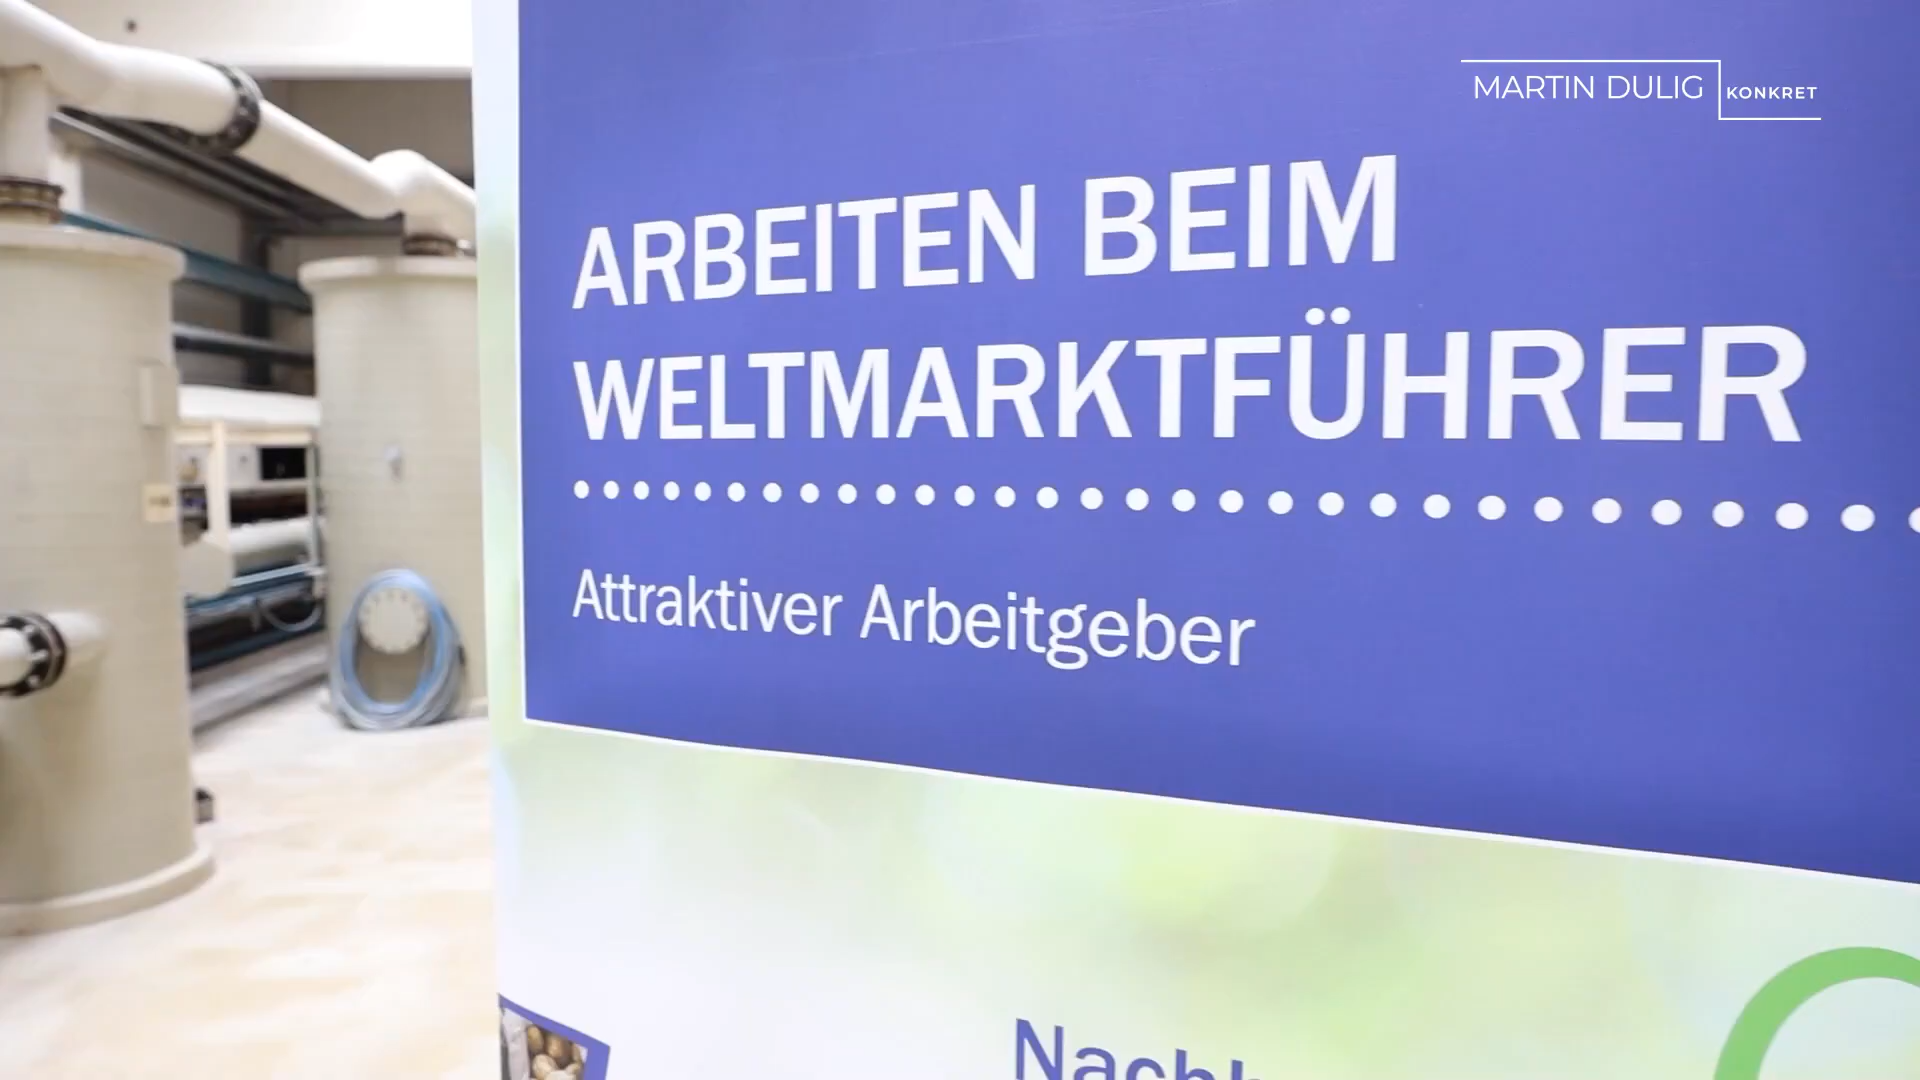 MARTIN DULIG KONKRET
ARBEITEN BEIM
WELTMARKTFÜHRER
Attraktiver Arbeitgeber